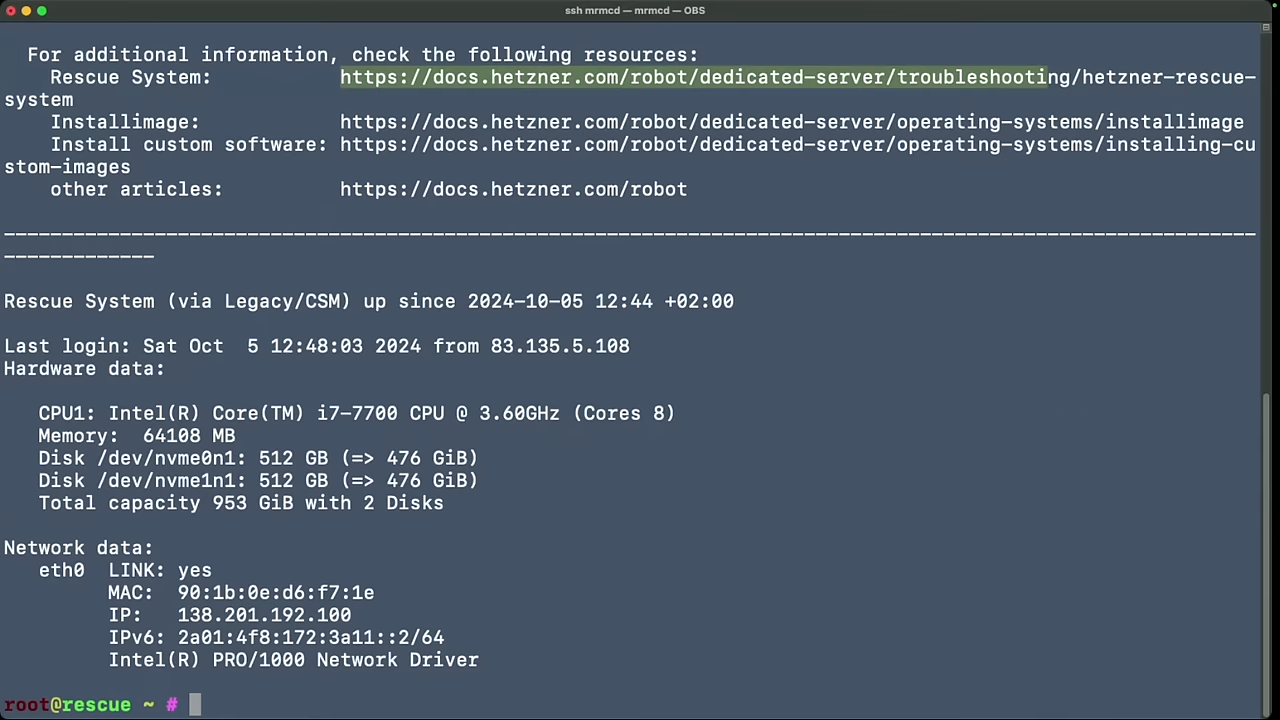 ssh mrmcd — mrmcd — OBS
For additional information, check the following resources:
Rescue System: https://docs.hetzner.com/robot/dedicated-server/troubleshooting/hetzner-rescue-
system
Installimage: https://docs.hetzner.com/robot/dedicated-server/operating-systems/installimage
Install custom software: https://docs.hetzner.com/robot/dedicated-server/operating-systems/installing-cu
stom-images
other articles: https://docs.hetzner.com/robot
------------------------------------------------------------------------------------------------------------
-------------
Rescue System (via Legacy/CSM) up since 2024-10-05 12:44 +02:00
Last login: Sat Oct  5 12:48:03 2024 from 83.135.5.108
Hardware data:
CPU1: Intel(R) Core(TM) i7-7700 CPU @ 3.60GHz (Cores 8)
Memory:  64108 MB
Disk /dev/nvme0n1: 512 GB (=> 476 GiB)
Disk /dev/nvme1n1: 512 GB (=> 476 GiB)
Total capacity 953 GiB with 2 Disks
Network data:
eth0  LINK: yes
MAC:  90:1b:0e:d6:f7:1e
IP:   138.201.192.100
IPv6: 2a01:4f8:172:3a11::2/64
Intel(R) PRO/1000 Network Driver
root@rescue ~ #